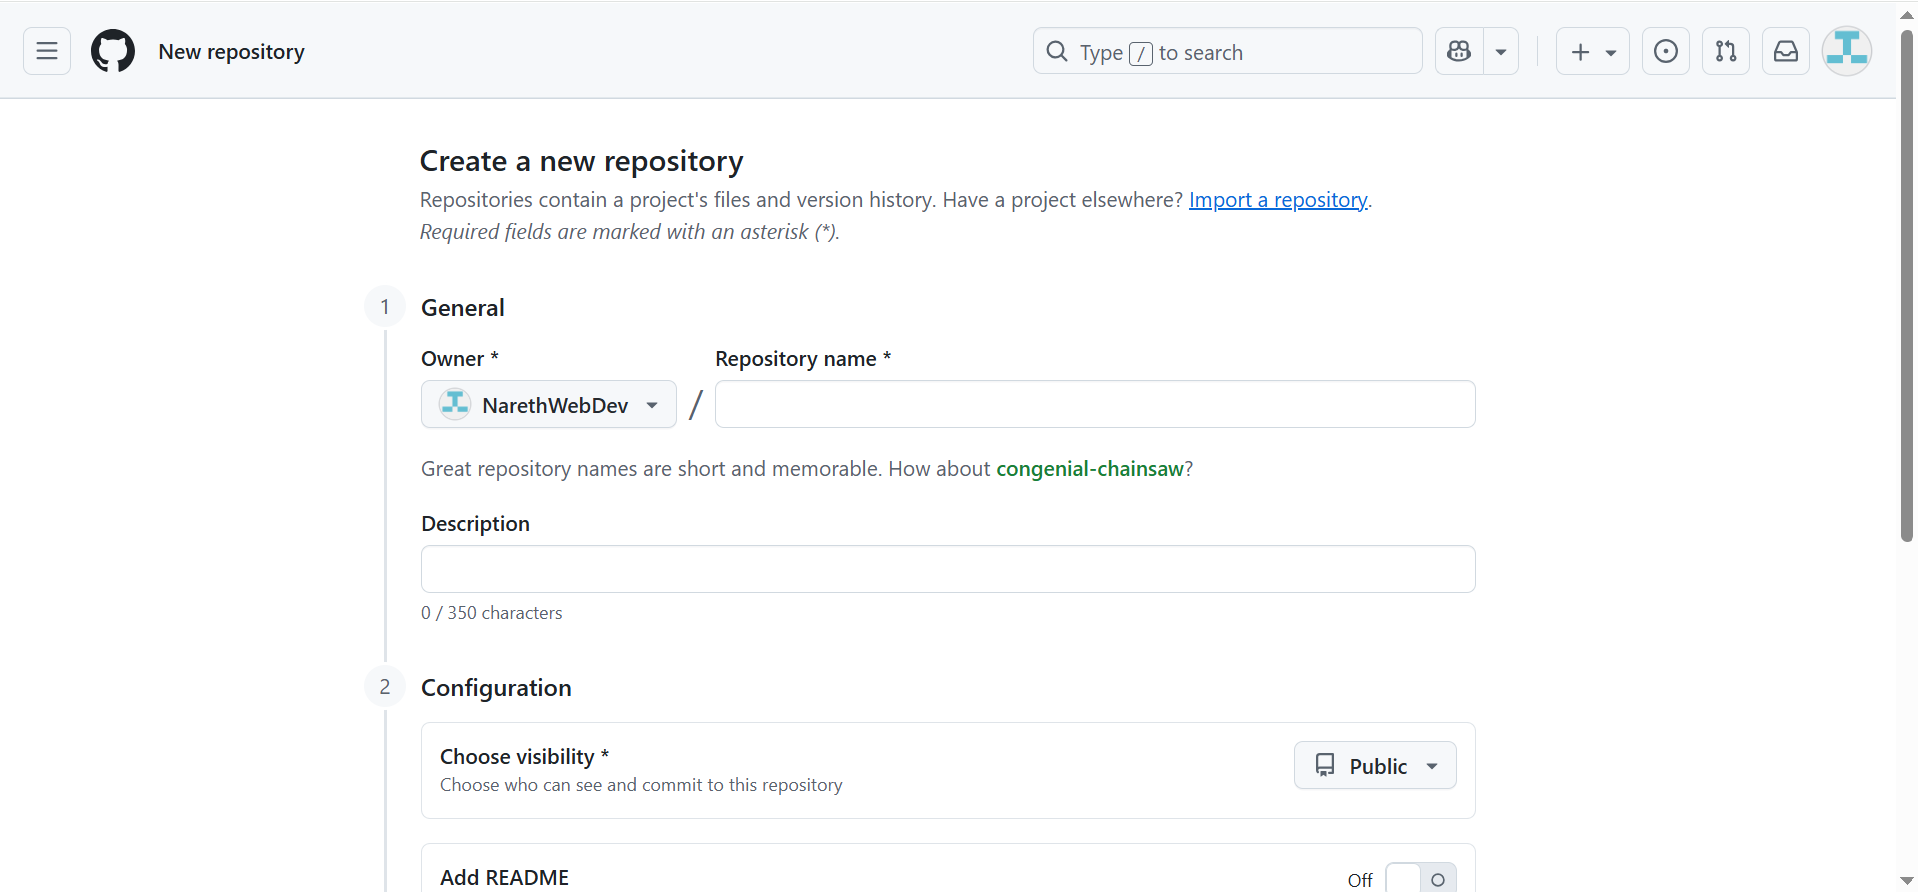 New repository
Type / to search
Create a new repository
Repositories contain a project's files and version history. Have a project elsewhere? Import a repository.
Required fields are marked with an asterisk (*).
1 General
Owner * Repository name *
NarethWebDev /
Great repository names are short and memorable. How about congenial-chainsaw?
Description
0 / 350 characters
2 Configuration
Choose visibility *
Choose who can see and commit to this repository
Public
Add README
Off